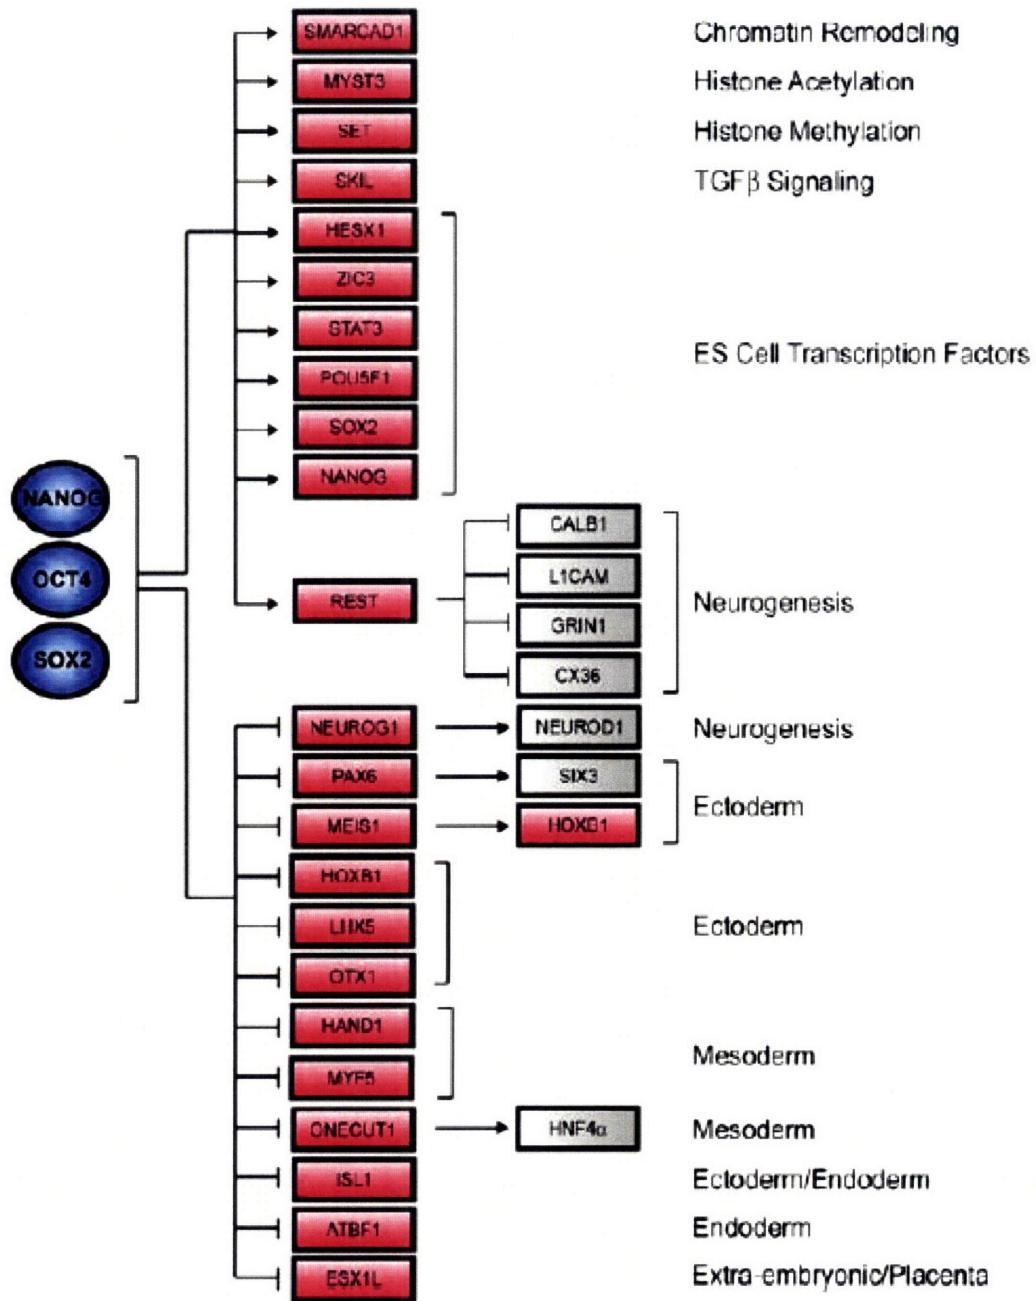 SMARCAD1 Chromatin Remodeling
MYST3 Histone Acetylation
SET Histone Methylation
SKIL TGFβ Signaling
HESX1
ZIC3
STAT3
ES Cell Transcription Factors
POU5F1
SOX2
NANOG
NANOG
OCT4
SOX2
REST
CALB1
L1CAM
GRIN1
CX36
Neurogenesis
NEUROG1 NEUROD1 Neurogenesis
PAX6 SIX3
MEIS1 HOXB1
Ectoderm
HOXB1
LHX5
OTX1
Ectoderm
HAND1
MYF5
Mesoderm
ONECUT1 HNF4α Mesoderm
ISL1 Ectoderm/Endoderm
ATBF1 Endoderm
ESX1L Extra-embryonic/Placenta